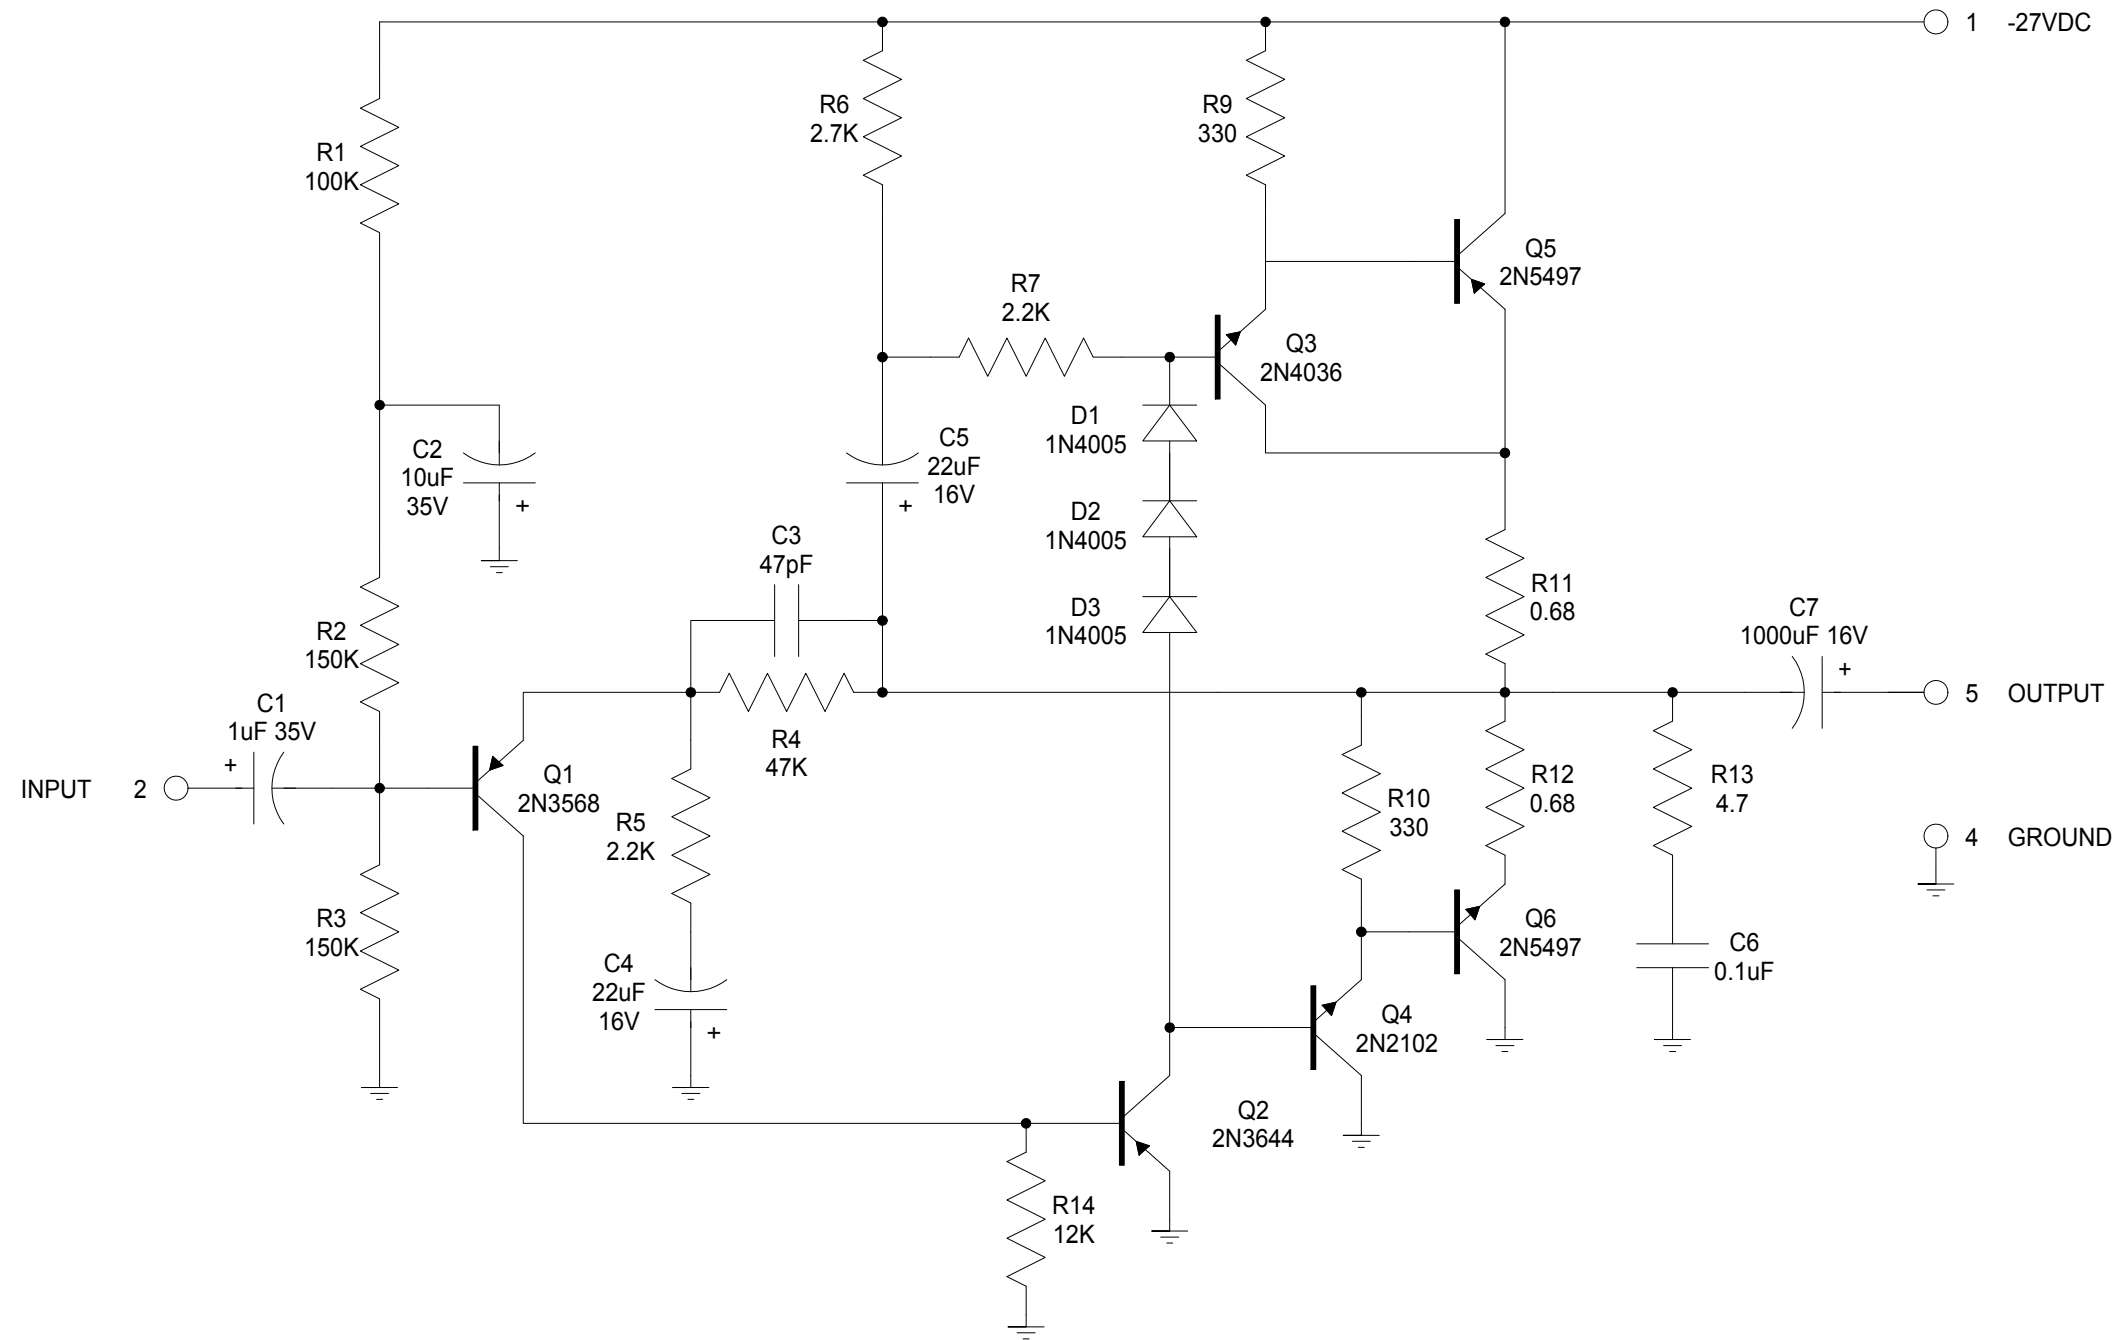 1 -27VDC
R6
2.7K
R9
330
R1
100K
Q5
2N5497
R7
2.2K
Q3
2N4036
D1
1N4005
C2
10uF
35V
+
C5
22uF
16V
+
D2
1N4005
C3
47pF
R11
0.68
D3
1N4005
C7
1000uF 16V
+
R2
150K
C1
1uF 35V
+
5 OUTPUT
R4
47K
INPUT 2
Q1
2N3568
R12
0.68
R13
4.7
R10
330
R5
2.2K
4 GROUND
R3
150K
Q6
2N5497
C6
0.1uF
C4
22uF
16V
+
Q4
2N2102
Q2
2N3644
R14
12K